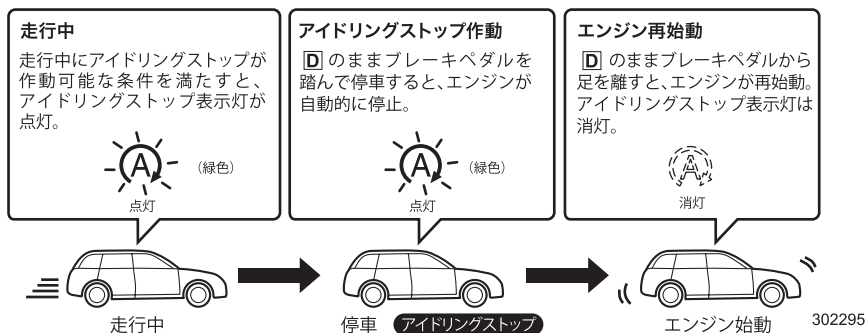 走行中
走行中にアイドリングストップが
作動可能な条件を満たすと、
アイドリングストップ表示灯が
点灯。
A
（緑色）
点灯
アイドリングストップ作動
D のままブレーキペダルを
踏んで停車すると、エンジンが
自動的に停止。
A
（緑色）
点灯
エンジン再始動
D のままブレーキペダルから
足を離すと、エンジンが再始動。
アイドリングストップ表示灯は
消灯。
A
消灯
走行中
停車 アイドリングストップ
エンジン始動
302295